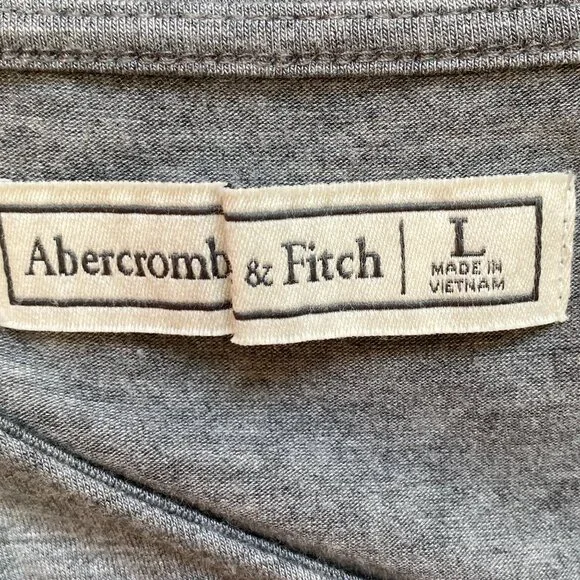 Abercromb & Fitch
L
MADE IN
VIETNAM